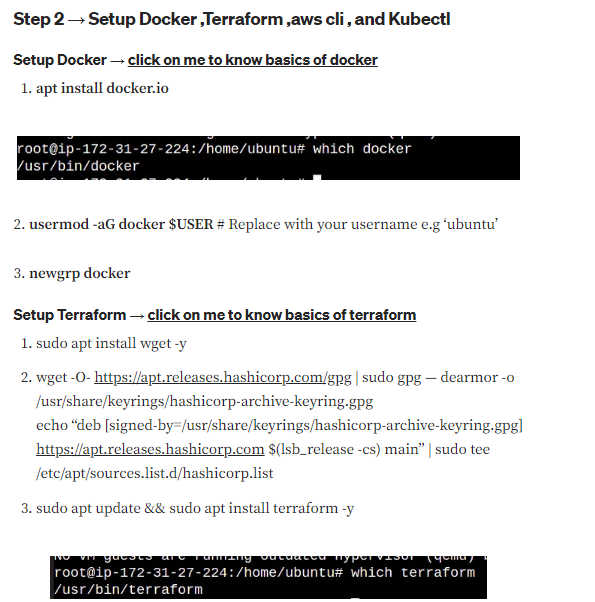 Step 2 → Setup Docker ,Terraform ,aws cli , and Kubectl
Setup Docker → click on me to know basics of docker
1. apt install docker.io
root@ip-172-31-27-224:/home/ubuntu# which docker
/usr/bin/docker
2. usermod -aG docker $USER # Replace with your username e.g ‘ubuntu’
3. newgrp docker
Setup Terraform → click on me to know basics of terraform
1. sudo apt install wget -y
2. wget -O- https://apt.releases.hashicorp.com/gpg | sudo gpg — dearmor -o
/usr/share/keyrings/hashicorp-archive-keyring.gpg
echo “deb [signed-by=/usr/share/keyrings/hashicorp-archive-keyring.gpg]
https://apt.releases.hashicorp.com $(lsb_release -cs) main” | sudo tee
/etc/apt/sources.list.d/hashicorp.list
3. sudo apt update && sudo apt install terraform -y
No VM guests are running outdated hypervisor (qemu)
root@ip-172-31-27-224:/home/ubuntu# which terraform
/usr/bin/terraform